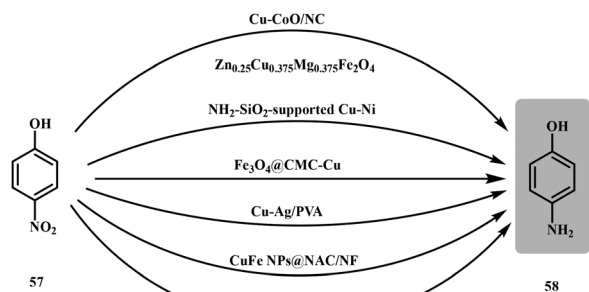 Cu-CoO/NC
Zn0.25Cu0.375Mg0.375Fe2O4
NH2-SiO2-supported Cu-Ni
Fe3O4@CMC-Cu
Cu-Ag/PVA
CuFe NPs@NAC/NF
OH
NO2
57
OH
NH2
58